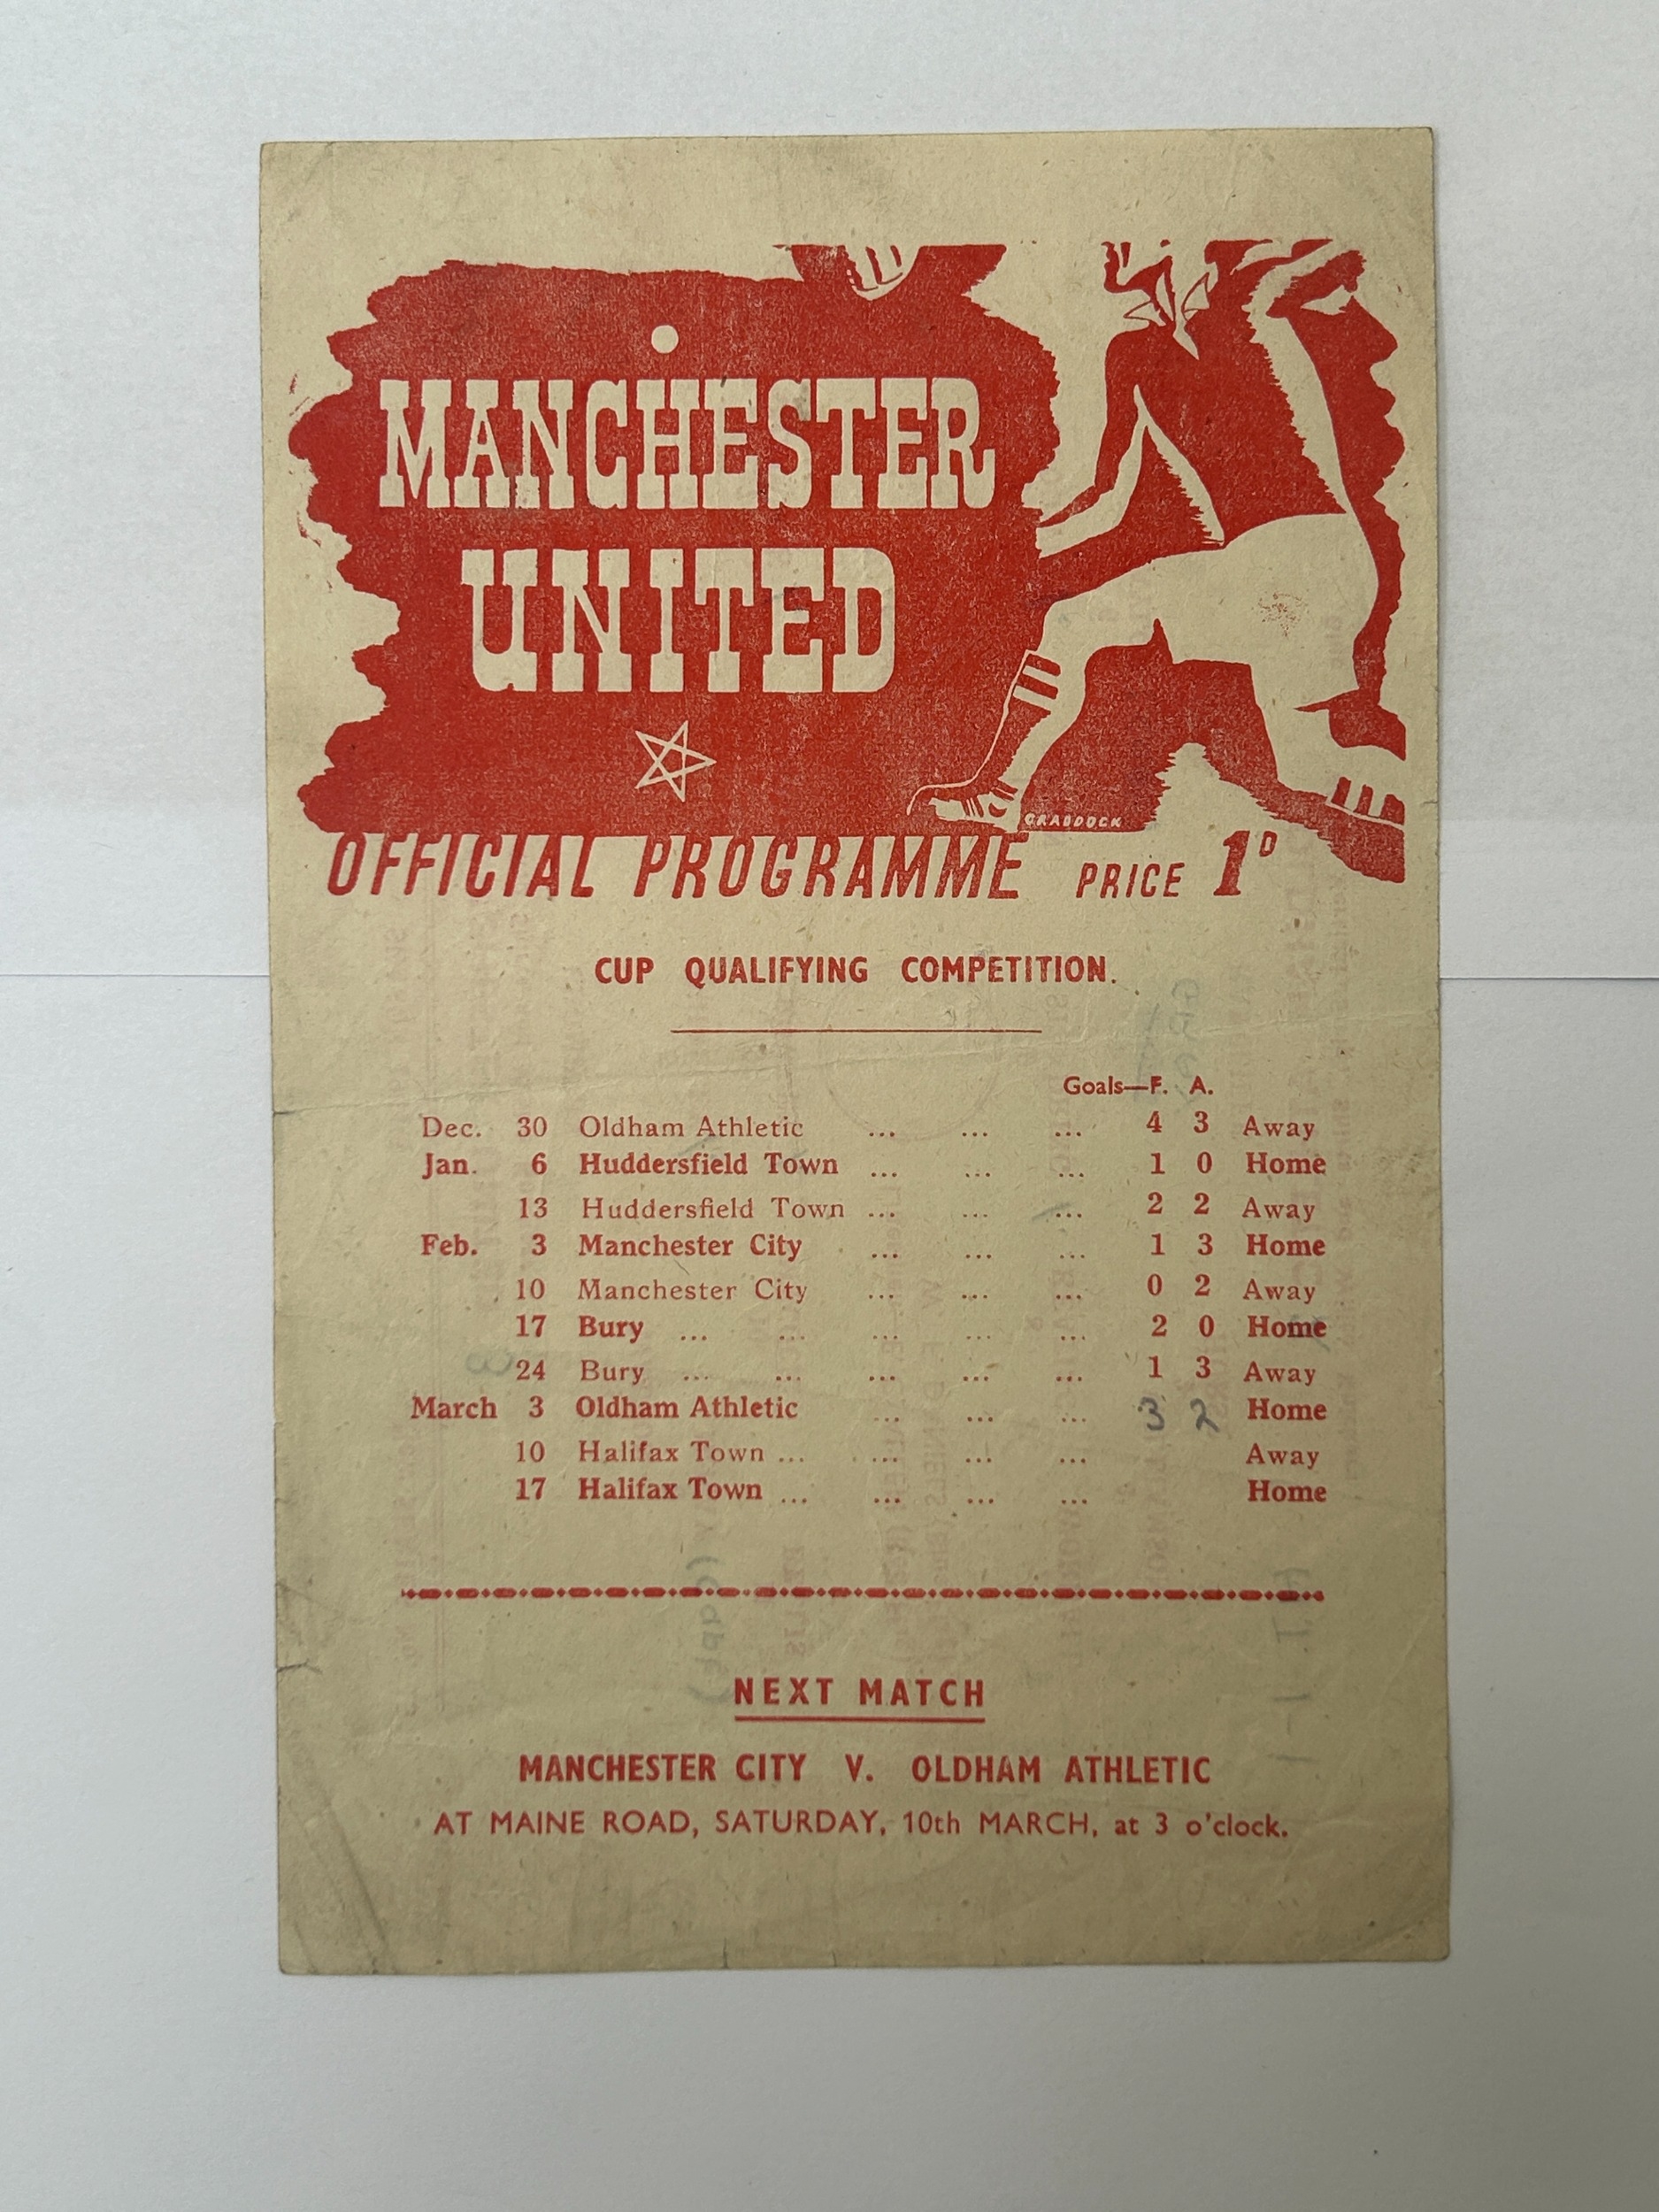 MANCHESTER
UNITED
CRADDOCK
OFFICIAL PROGRAMME PRICE 1D
CUP QUALIFYING COMPETITION.
Goals—F. A.
Dec. 30 Oldham Athletic ... ... ... 4 3 Away
Jan. 6 Huddersfield Town ... ... ... 1 0 Home
13 Huddersfield Town ... ... ... 2 2 Away
Feb. 3 Manchester City ... ... ... 1 3 Home
10 Manchester City ... ... ... 0 2 Away
17 Bury ... ... ... ... ... 2 0 Home
24 Bury ... ... ... ... ... 1 3 Away
March 3 Oldham Athletic ... ... ... 3 2 Home
10 Halifax Town ... ... ... ... Away
17 Halifax Town ... ... ... ... Home
NEXT MATCH
MANCHESTER CITY V. OLDHAM ATHLETIC
AT MAINE ROAD, SATURDAY, 10th MARCH, at 3 o'clock.